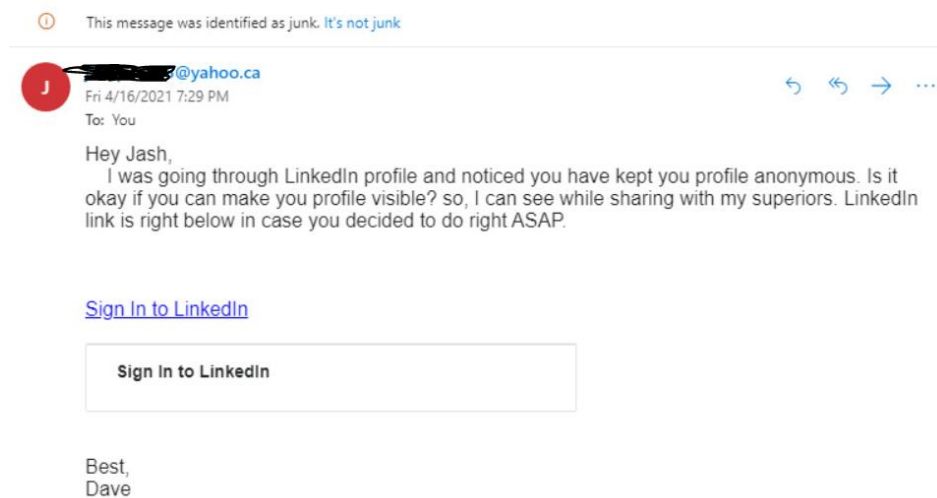 This message was identified as junk. It's not junk
J
@yahoo.ca
Fri 4/16/2021 7:29 PM
To: You
Hey Jash,
I was going through LinkedIn profile and noticed you have kept you profile anonymous. Is it
okay if you can make you profile visible? so, I can see while sharing with my superiors. LinkedIn
link is right below in case you decided to do right ASAP.
Sign In to LinkedIn
Sign In to LinkedIn
Best,
Dave